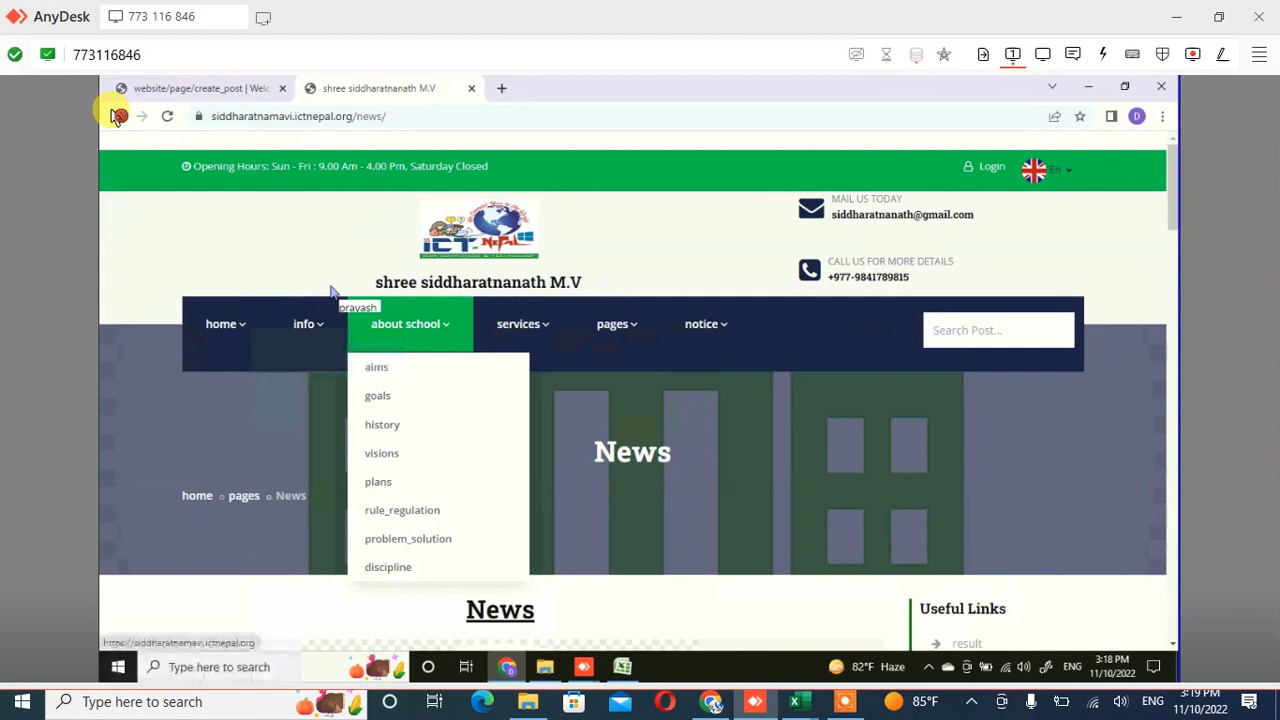 AnyDesk
773 116 846
773116846
1
website/page/create_post | Welc
shree siddharatnanath M.V
siddharatnamavi.ictnepal.org/news/
D
Opening Hours: Sun - Fri : 9.00 Am - 4.00 Pm, Saturday Closed
Login
En
MAIL US TODAY
siddharatnanath@gmail.com
ICT NEPAL
CALL US FOR MORE DETAILS
+977-9841789815
shree siddharatnanath M.V
pravash
home
info
about school
services
pages
notice
Search Post...
aims
goals
history
visions
plans
rule_regulation
problem_solution
discipline
News
home
pages
News
News
Useful Links
result
https://siddharatnamavi.ictnepal.org
Type here to search
82°F Haze
ENG
3:18 PM
11/10/2022
Type here to search
85°F
ENG
3:19 PM
11/10/2022